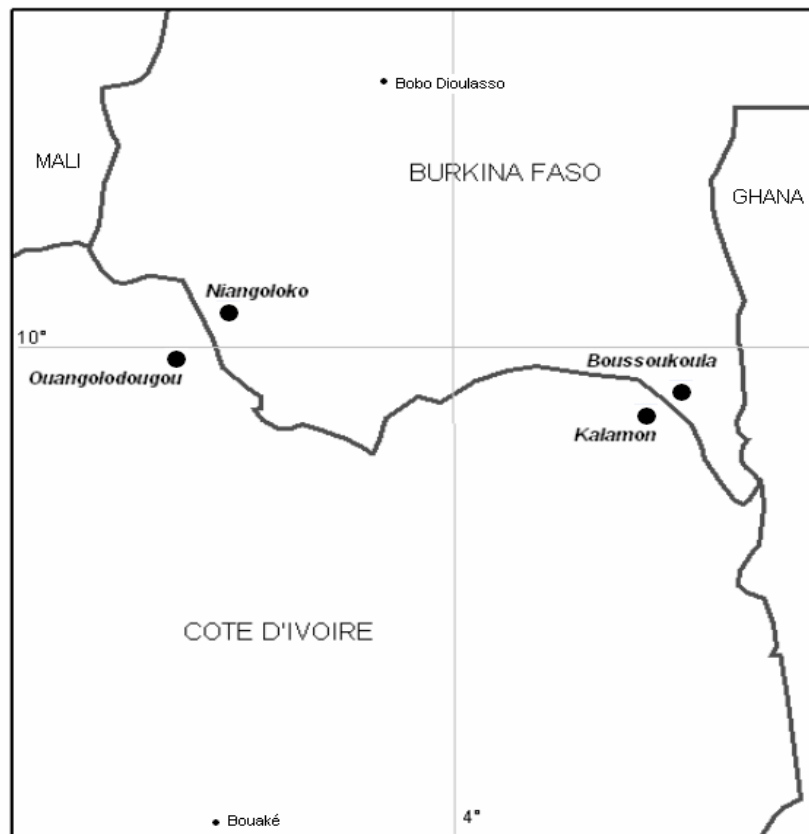 Bobo Dioulasso
MALI
BURKINA FASO
GHANA
Niangoloko
10°
Boussoukoula
Ouangolodougou
Kalamon
COTE D'IVOIRE
Bouaké
4°